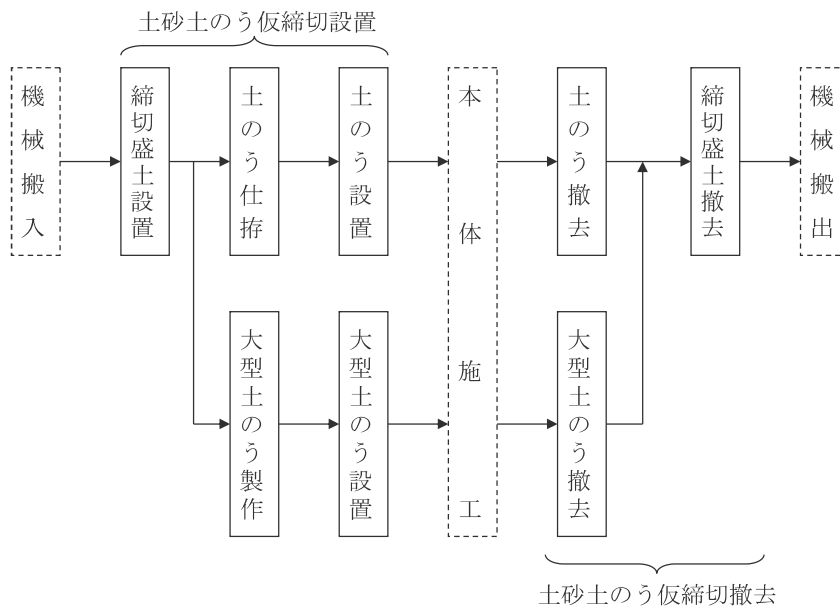 土砂土のう仮締切設置
機械搬入
締切盛土設置
土のう仕拵
土のう設置
本体施工
土のう撤去
締切盛土撤去
機械搬出
大型土のう製作
大型土のう設置
大型土のう撤去
土砂土のう仮締切撤去